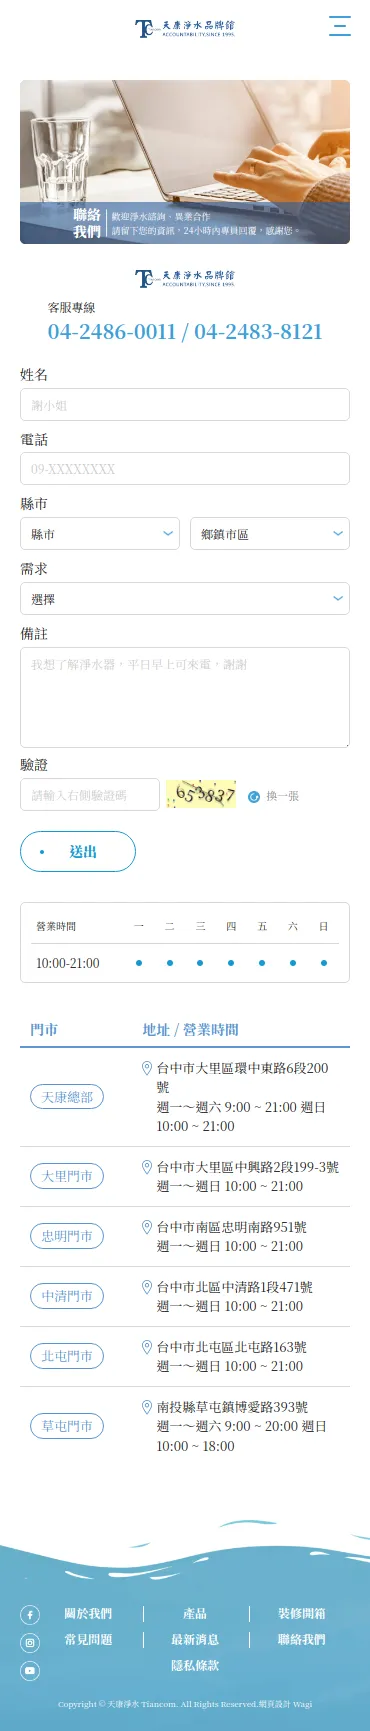 天康淨水品牌館
ACCOUNTABILITY.SINCE 1995.
聯絡我們
歡迎淨水諮詢、異業合作
請留下您的資訊，24小時內專員回覆，感謝您。
天康淨水品牌館
ACCOUNTABILITY.SINCE 1995.
客服專線
04-2486-0011 / 04-2483-8121
姓名
謝小姐
電話
09-XXXXXXXX
縣市
縣市 鄉鎮市區
需求
選擇
備註
我想了解淨水器，平日早上可來電，謝謝
驗證
請輸入右側驗證碼 653837 換一張
送出
營業時間 一 二 三 四 五 六 日
10:00-21:00
門市 地址 / 營業時間
天康總部
台中市大里區環中東路6段200
號
週一～週六 9:00 ~ 21:00 週日
10:00 ~ 21:00
大里門市
台中市大里區中興路2段199-3號
週一～週日 10:00 ~ 21:00
忠明門市
台中市南區忠明南路951號
週一～週日 10:00 ~ 21:00
中清門市
台中市北區中清路1段471號
週一～週日 10:00 ~ 21:00
北屯門市
台中市北屯區北屯路163號
週一～週日 10:00 ~ 21:00
草屯門市
南投縣草屯鎮博愛路393號
週一～週六 9:00 ~ 20:00 週日
10:00 ~ 18:00
關於我們 產品 裝修開箱
常見問題 最新消息 聯絡我們
隱私條款
Copyright © 天康淨水 Tiancom. All Rights Reserved.網頁設計 Wagi